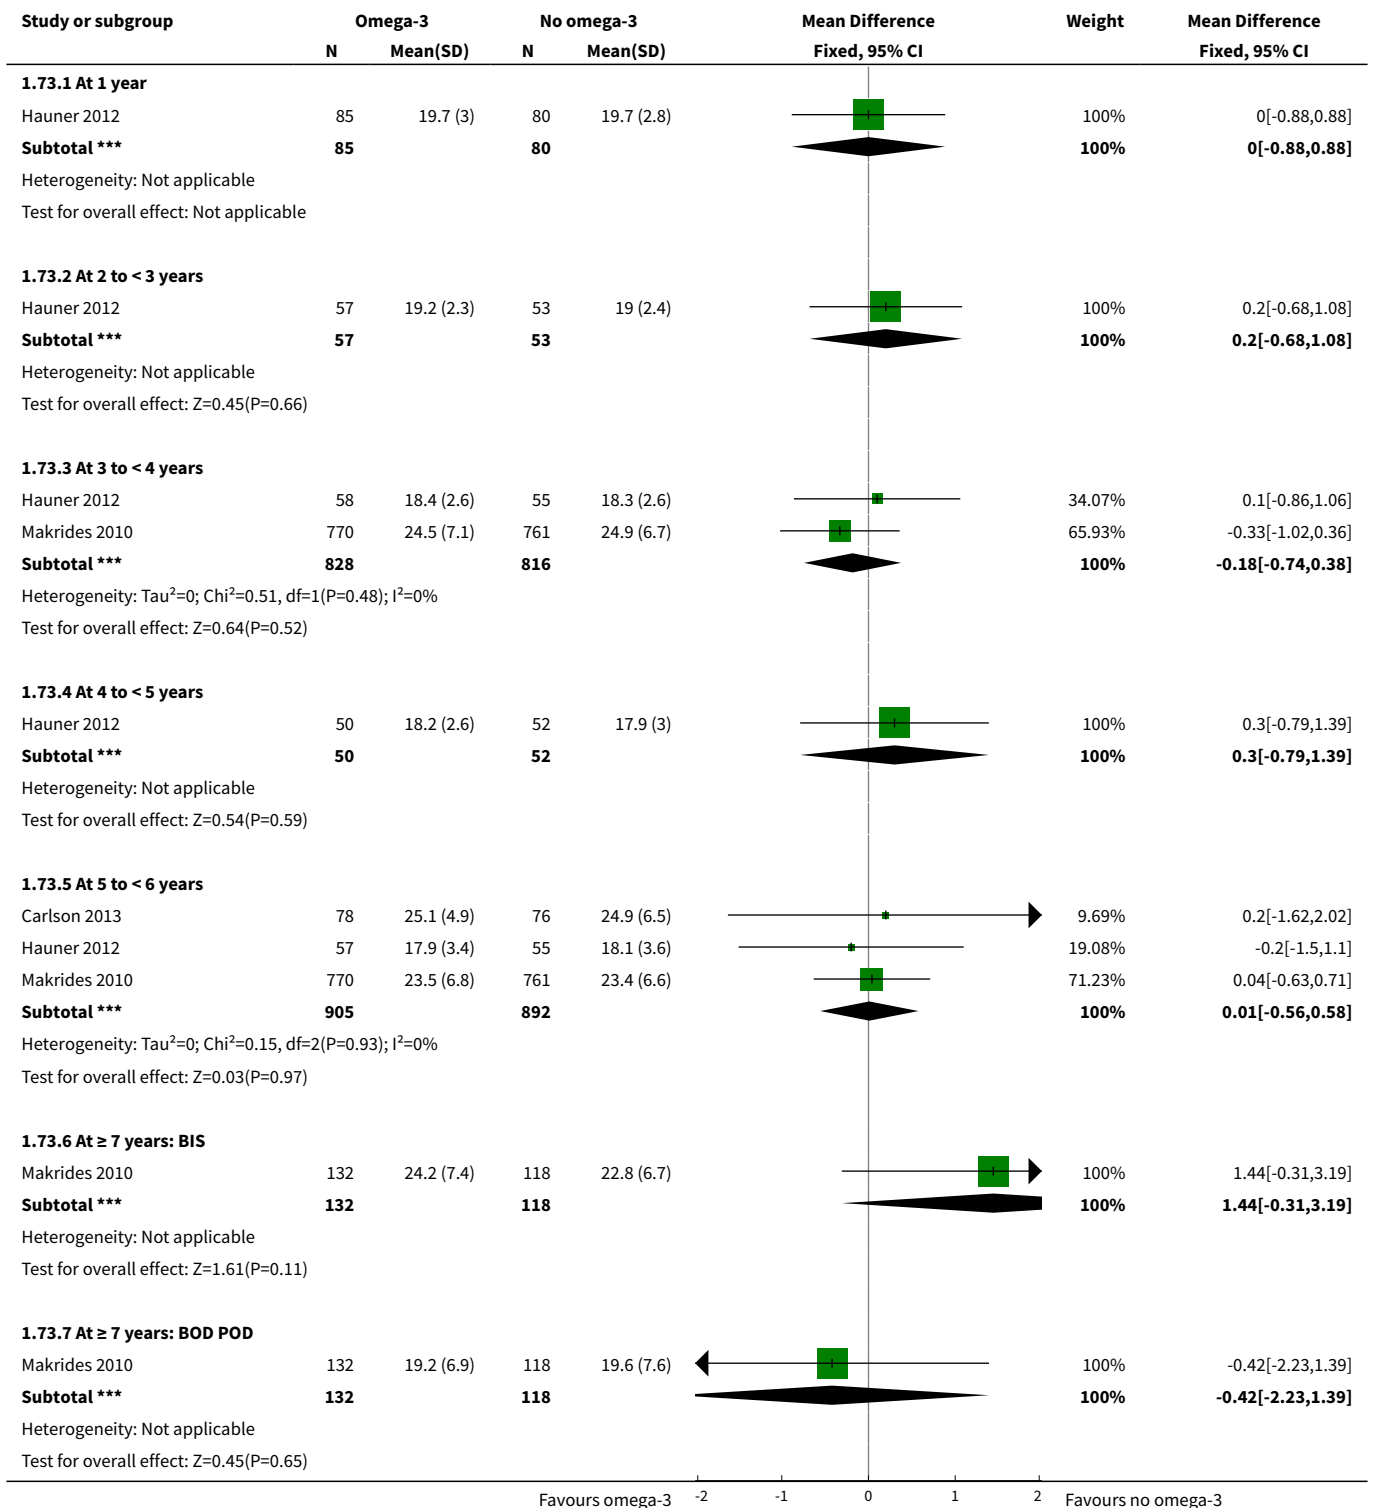 Study or subgroup Omega-3 No omega-3 Mean Difference Weight Mean Difference
N Mean(SD) N Mean(SD) Fixed, 95% CI Fixed, 95% CI
1.73.1 At 1 year
Hauner 2012 85 19.7 (3) 80 19.7 (2.8) 100% 0[-0.88,0.88]
Subtotal *** 85 80 100% 0[-0.88,0.88]
Heterogeneity: Not applicable
Test for overall effect: Not applicable
1.73.2 At 2 to < 3 years
Hauner 2012 57 19.2 (2.3) 53 19 (2.4) 100% 0.2[-0.68,1.08]
Subtotal *** 57 53 100% 0.2[-0.68,1.08]
Heterogeneity: Not applicable
Test for overall effect: Z=0.45(P=0.66)
1.73.3 At 3 to < 4 years
Hauner 2012 58 18.4 (2.6) 55 18.3 (2.6) 34.07% 0.1[-0.86,1.06]
Makrides 2010 770 24.5 (7.1) 761 24.9 (6.7) 65.93% -0.33[-1.02,0.36]
Subtotal *** 828 816 100% -0.18[-0.74,0.38]
Heterogeneity: Tau²=0; Chi²=0.51, df=1(P=0.48); I²=0%
Test for overall effect: Z=0.64(P=0.52)
1.73.4 At 4 to < 5 years
Hauner 2012 50 18.2 (2.6) 52 17.9 (3) 100% 0.3[-0.79,1.39]
Subtotal *** 50 52 100% 0.3[-0.79,1.39]
Heterogeneity: Not applicable
Test for overall effect: Z=0.54(P=0.59)
1.73.5 At 5 to < 6 years
Carlson 2013 78 25.1 (4.9) 76 24.9 (6.5) 9.69% 0.2[-1.62,2.02]
Hauner 2012 57 17.9 (3.4) 55 18.1 (3.6) 19.08% -0.2[-1.5,1.1]
Makrides 2010 770 23.5 (6.8) 761 23.4 (6.6) 71.23% 0.04[-0.63,0.71]
Subtotal *** 905 892 100% 0.01[-0.56,0.58]
Heterogeneity: Tau²=0; Chi²=0.15, df=2(P=0.93); I²=0%
Test for overall effect: Z=0.03(P=0.97)
1.73.6 At ≥ 7 years: BIS
Makrides 2010 132 24.2 (7.4) 118 22.8 (6.7) 100% 1.44[-0.31,3.19]
Subtotal *** 132 118 100% 1.44[-0.31,3.19]
Heterogeneity: Not applicable
Test for overall effect: Z=1.61(P=0.11)
1.73.7 At ≥ 7 years: BOD POD
Makrides 2010 132 19.2 (6.9) 118 19.6 (7.6) 100% -0.42[-2.23,1.39]
Subtotal *** 132 118 100% -0.42[-2.23,1.39]
Heterogeneity: Not applicable
Test for overall effect: Z=0.45(P=0.65)
Favours omega-3 -2 -1 0 1 2 Favours no omega-3